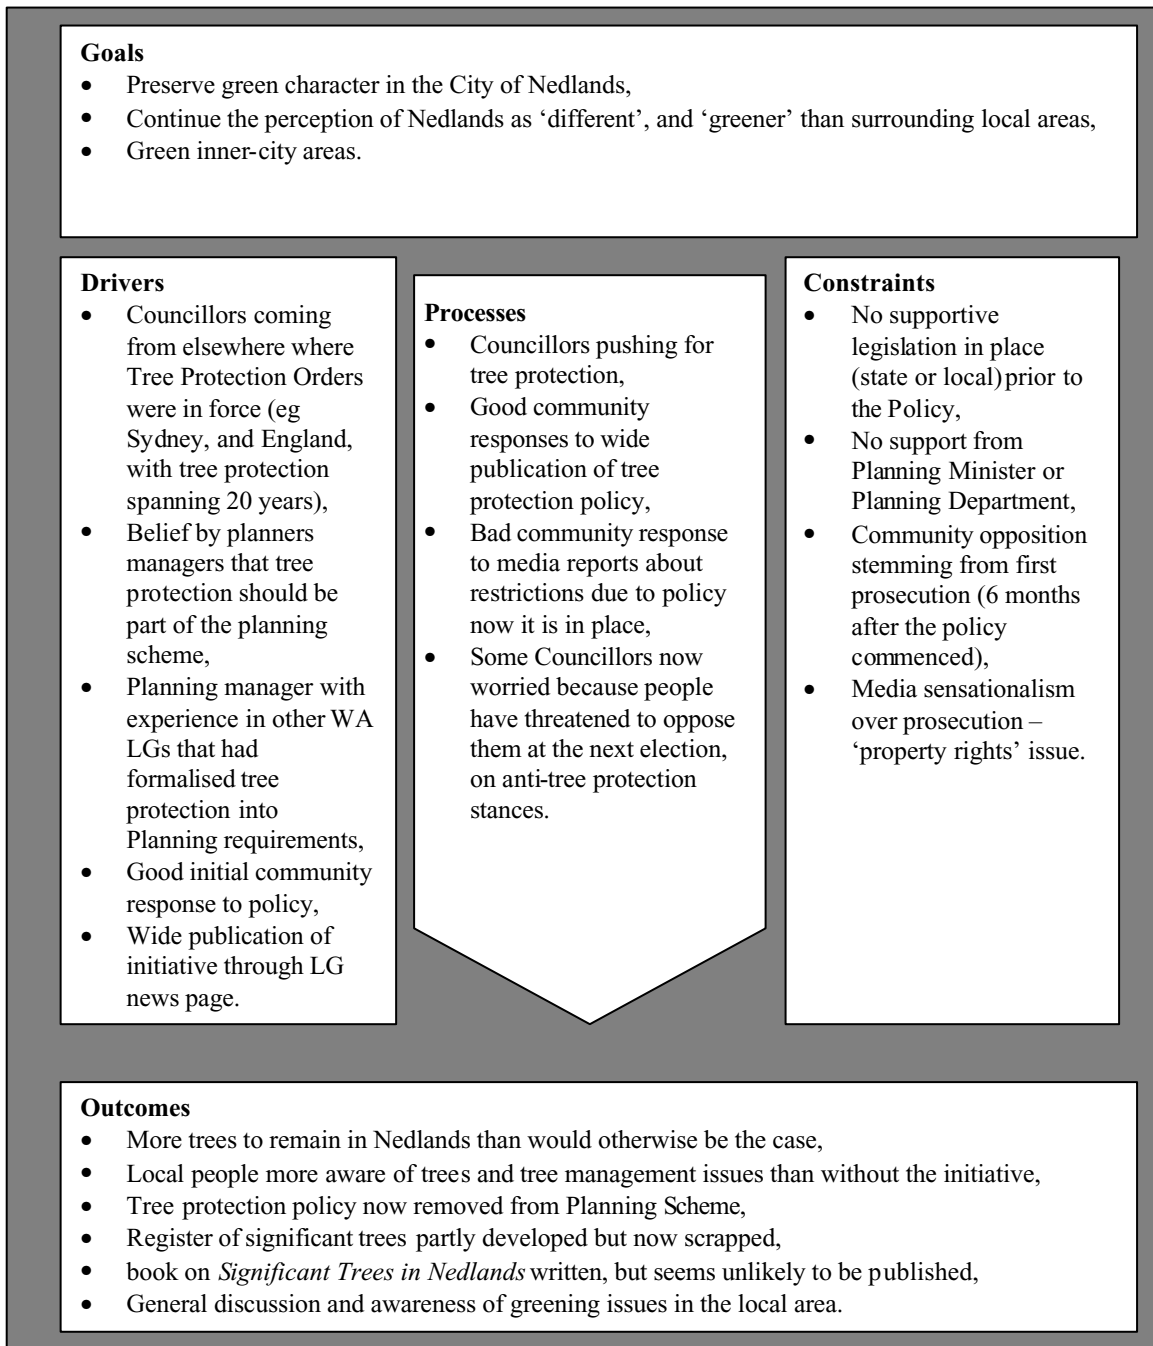 Goals
• Preserve green character in the City of Nedlands,
• Continue the perception of Nedlands as ‘different’, and ‘greener’ than surrounding local areas,
• Green inner-city areas.
Drivers
• Councillors coming
from elsewhere where
Tree Protection Orders
were in force (eg
Sydney, and England,
with tree protection
spanning 20 years),
• Belief by planners
managers that tree
protection should be
part of the planning
scheme,
• Planning manager with
experience in other WA
LGs that had
formalised tree
protection into
Planning requirements,
• Good initial community
response to policy,
• Wide publication of
initiative through LG
news page.
Processes
• Councillors pushing for
tree protection,
• Good community
responses to wide
publication of tree
protection policy,
• Bad community response
to media reports about
restrictions due to policy
now it is in place,
• Some Councillors now
worried because people
have threatened to oppose
them at the next election,
on anti-tree protection
stances.
Constraints
• No supportive
legislation in place
(state or local) prior to
the Policy,
• No support from
Planning Minister or
Planning Department,
• Community opposition
stemming from first
prosecution (6 months
after the policy
commenced),
• Media sensationalism
over prosecution –
‘property rights’ issue.
Outcomes
• More trees to remain in Nedlands than would otherwise be the case,
• Local people more aware of trees and tree management issues than without the initiative,
• Tree protection policy now removed from Planning Scheme,
• Register of significant trees partly developed but now scrapped,
• book on Significant Trees in Nedlands written, but seems unlikely to be published,
• General discussion and awareness of greening issues in the local area.